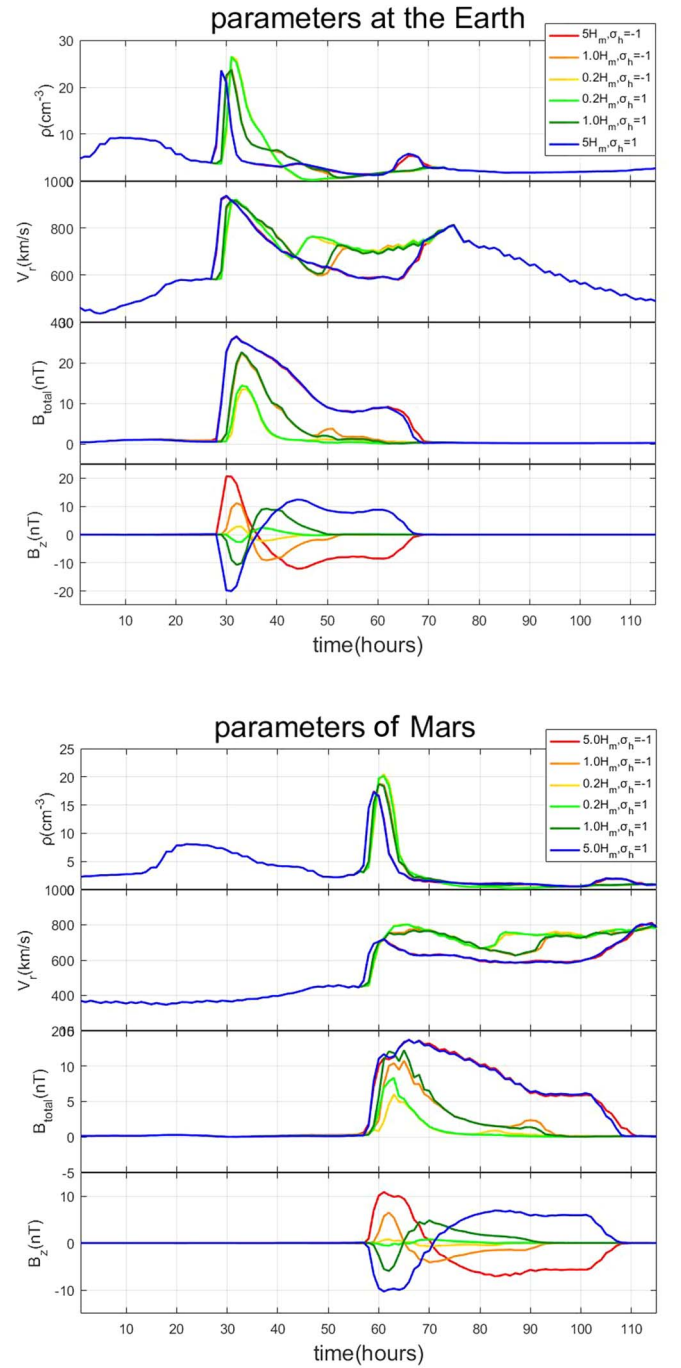 parameters at the Earth
5H_m,σ_h=-1
1.0H_m,σ_h=-1
0.2H_m,σ_h=-1
0.2H_m,σ_h=1
1.0H_m,σ_h=1
5H_m,σ_h=1
30
20
10
ρ(cm^-3)
1000
800
600
V_r(km/s)
30
20
10
0
B_total(nT)
20
10
0
-10
-20
B_z(nT)
10 20 30 40 50 60 70 80 90 100 110
time(hours)
parameters of Mars
5.0H_m,σ_h=-1
1.0H_m,σ_h=-1
0.2H_m,σ_h=-1
0.2H_m,σ_h=1
1.0H_m,σ_h=1
5.0H_m,σ_h=1
25
20
15
10
5
ρ(cm^-3)
1000
800
600
400
V_r(km/s)
10
5
0
-5
B_total(nT)
10
0
-10
B_z(nT)
10 20 30 40 50 60 70 80 90 100 110
time(hours)